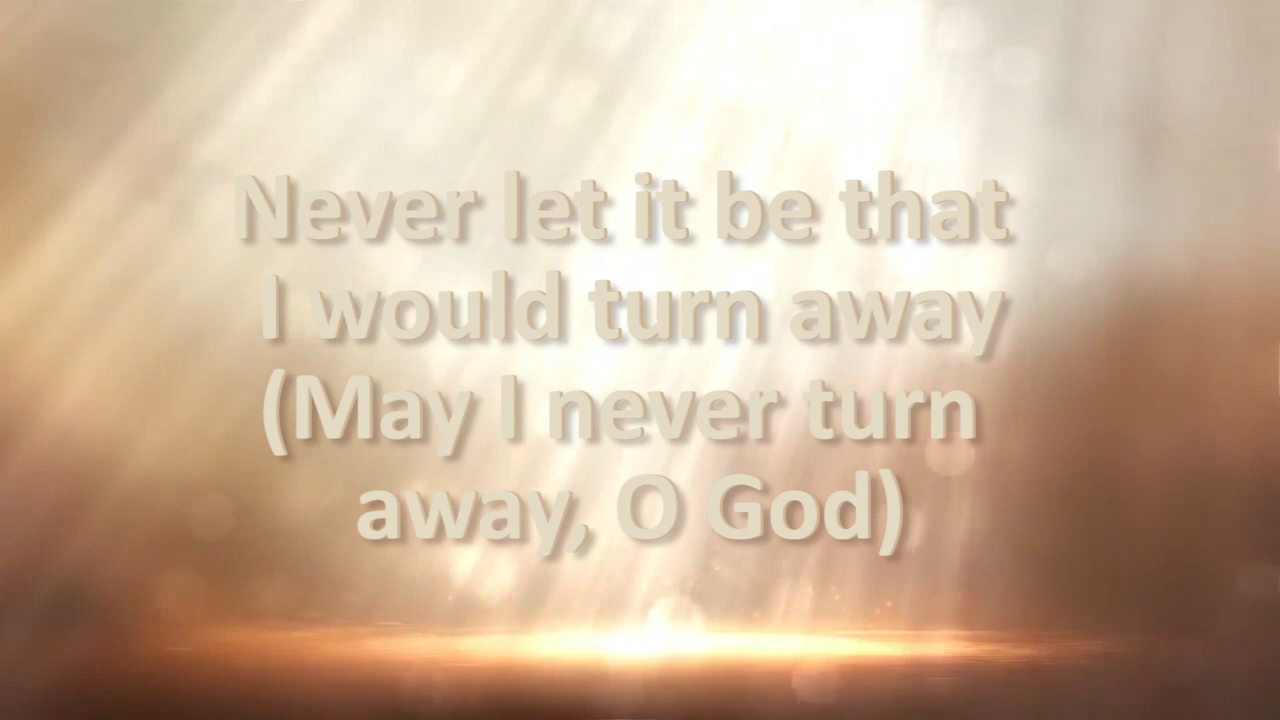 Never let it be that
I would turn away
(May I never turn
away, O God)